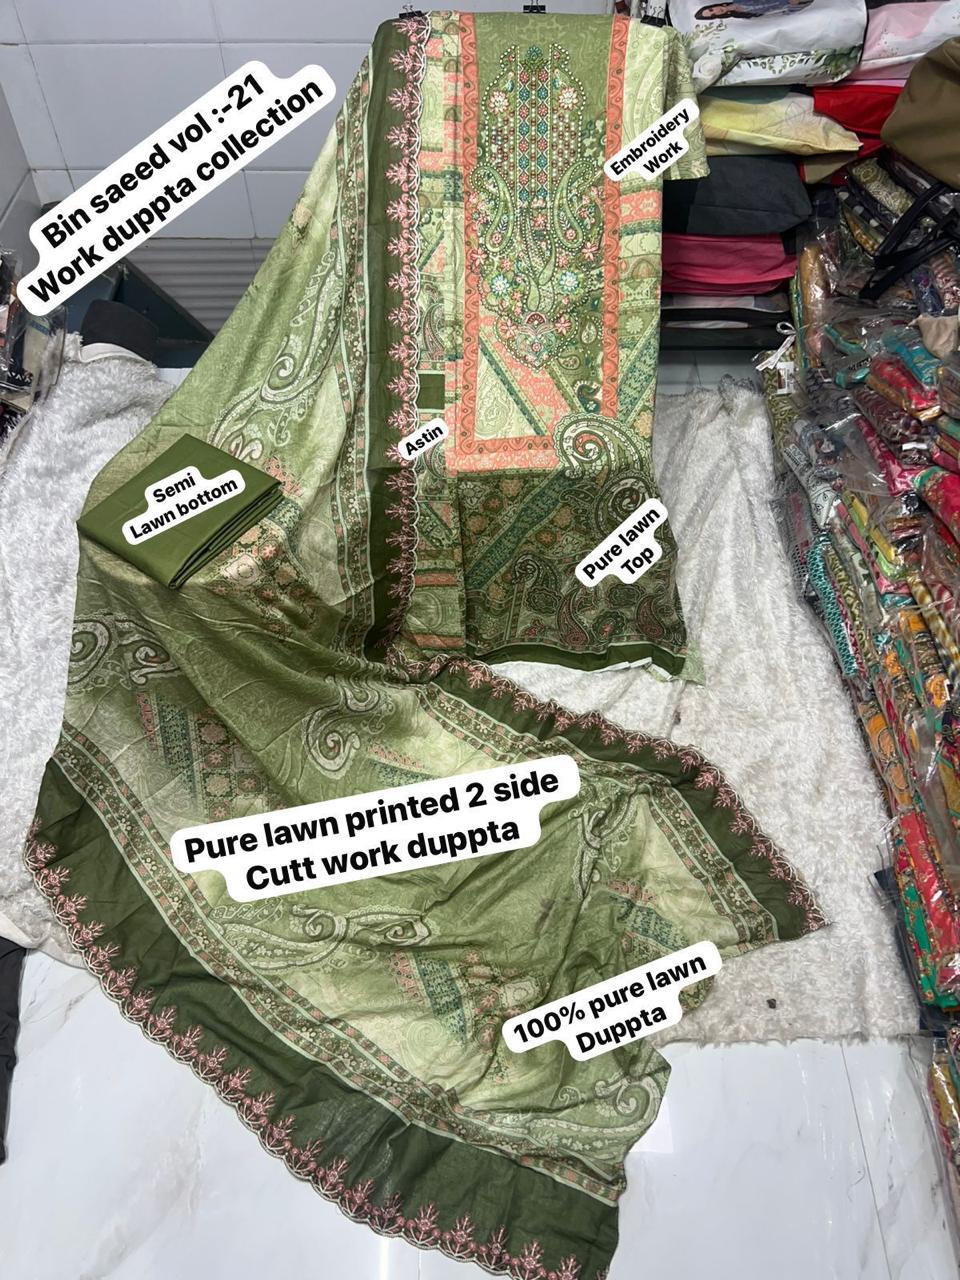 Bin saeed vol :-21
Work duppta collection
Embroidery
Work
Astin
Semi
Lawn bottom
Pure lawn
Top
Pure lawn printed 2 side
Cutt work duppta
100% pure lawn
Duppta